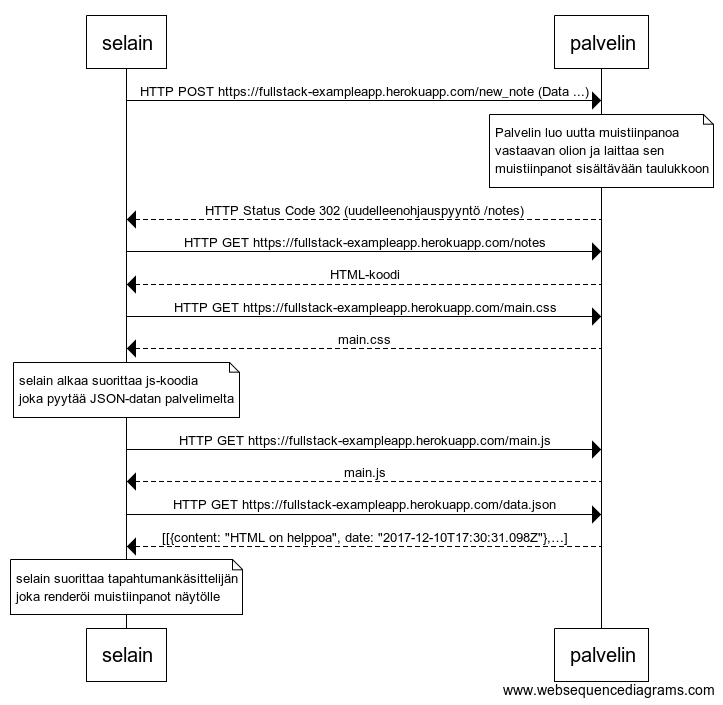 selain
palvelin
HTTP POST https://fullstack-exampleapp.herokuapp.com/new_note (Data ...)
Palvelin luo uutta muistiinpanoa
vastaavan olion ja laittaa sen
muistiinpanot sisältävään taulukkoon
HTTP Status Code 302 (uudelleenohjauspyyntö /notes)
HTTP GET https://fullstack-exampleapp.herokuapp.com/notes
HTML-koodi
HTTP GET https://fullstack-exampleapp.herokuapp.com/main.css
main.css
selain alkaa suorittaa js-koodia
joka pyytää JSON-datan palvelimelta
HTTP GET https://fullstack-exampleapp.herokuapp.com/main.js
main.js
HTTP GET https://fullstack-exampleapp.herokuapp.com/data.json
[[{content: "HTML on helppoa", date: "2017-12-10T17:30:31.098Z"},...]
selain suorittaa tapahtumankäsittelijän
joka renderöi muistiinpanot näytölle
selain
palvelin
www.websequencediagrams.com